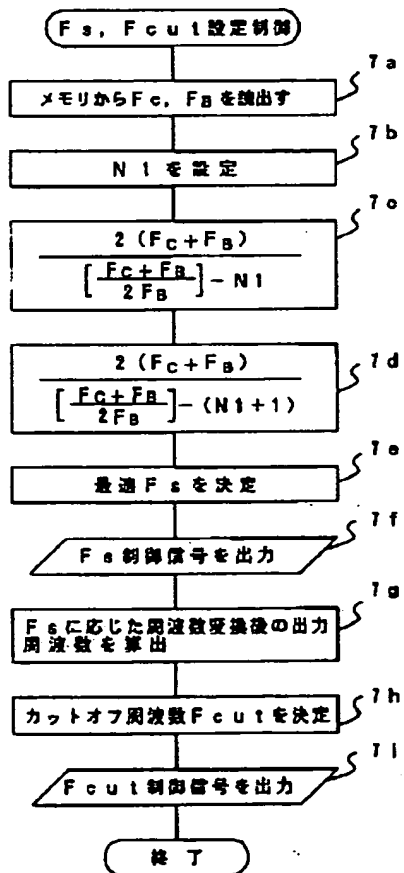 Fs，Fcut設定制御
7a
メモリからFc，FBを読出す
7b
N1を設定
7c
2（FC＋FB）
[ FC＋FB / 2FB ]－N1
7d
2（FC＋FB）
[ FC＋FB / 2FB ]－（N1＋1）
7e
最適Fsを決定
7f
Fs制御信号を出力
7g
Fsに応じた周波数変換後の出力
周波数を算出
7h
カットオフ周波数Fcutを決定
7i
Fcut制御信号を出力
終了